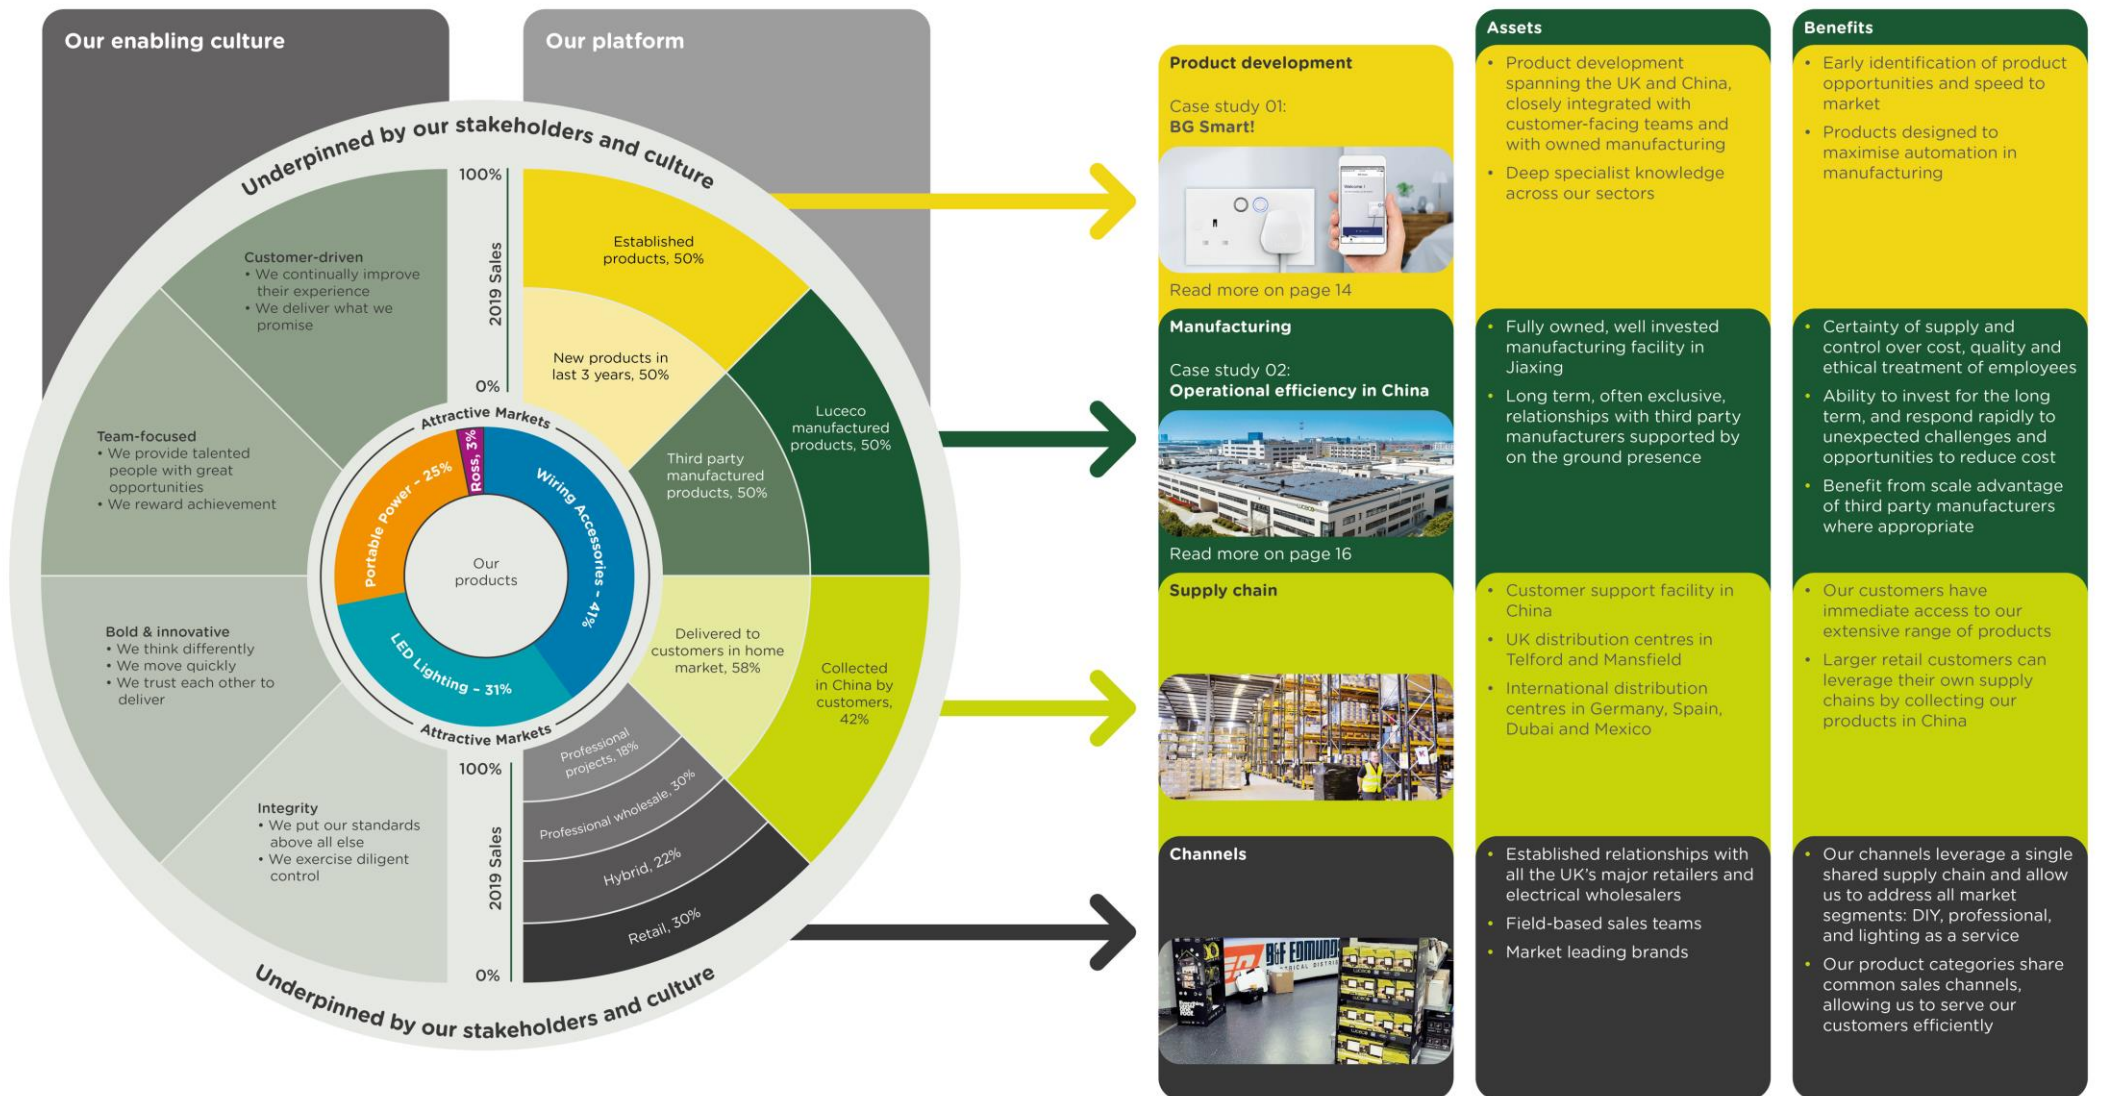 Our enabling culture
Our platform
Underpinned by our stakeholders and culture
Customer-driven
• We continually improve
their experience
• We deliver what we
promise
Team-focused
• We provide talented
people with great
opportunities
• We reward achievement
Bold & innovative
• We think differently
• We move quickly
• We trust each other to
deliver
Integrity
• We put our standards
above all else
• We exercise diligent
control
100%
2019 Sales
0%
Established
products, 50%
New products in
last 3 years, 50%
Luceco
manufactured
products, 50%
Third party
manufactured
products, 50%
Attractive Markets
Ross, 3%
Portable Power – 25%
Wiring Accessories – 41%
LED Lighting – 31%
Our
products
Attractive Markets
Delivered to
customers in home
market, 58%
Collected
in China by
customers,
42%
100%
2019 Sales
0%
Professional
projects, 18%
Professional wholesale, 30%
Hybrid, 22%
Retail, 30%
Underpinned by our stakeholders and culture
Product development
Case study 01:
BG Smart!
Welcome !
Read more on page 14
Manufacturing
Case study 02:
Operational efficiency in China
Read more on page 16
Supply chain
Channels
Assets
• Product development
spanning the UK and China,
closely integrated with
customer-facing teams and
with owned manufacturing
• Deep specialist knowledge
across our sectors
• Fully owned, well invested
manufacturing facility in
Jiaxing
• Long term, often exclusive,
relationships with third party
manufacturers supported by
on the ground presence
• Customer support facility in
China
• UK distribution centres in
Telford and Mansfield
• International distribution
centres in Germany, Spain,
Dubai and Mexico
• Established relationships with
all the UK’s major retailers and
electrical wholesalers
• Field-based sales teams
• Market leading brands
Benefits
• Early identification of product
opportunities and speed to
market
• Products designed to
maximise automation in
manufacturing
• Certainty of supply and
control over cost, quality and
ethical treatment of employees
• Ability to invest for the long
term, and respond rapidly to
unexpected challenges and
opportunities to reduce cost
• Benefit from scale advantage
of third party manufacturers
where appropriate
• Our customers have
immediate access to our
extensive range of products
• Larger retail customers can
leverage their own supply
chains by collecting our
products in China
• Our channels leverage a single
shared supply chain and allow
us to address all market
segments: DIY, professional,
and lighting as a service
• Our product categories share
common sales channels,
allowing us to serve our
customers efficiently